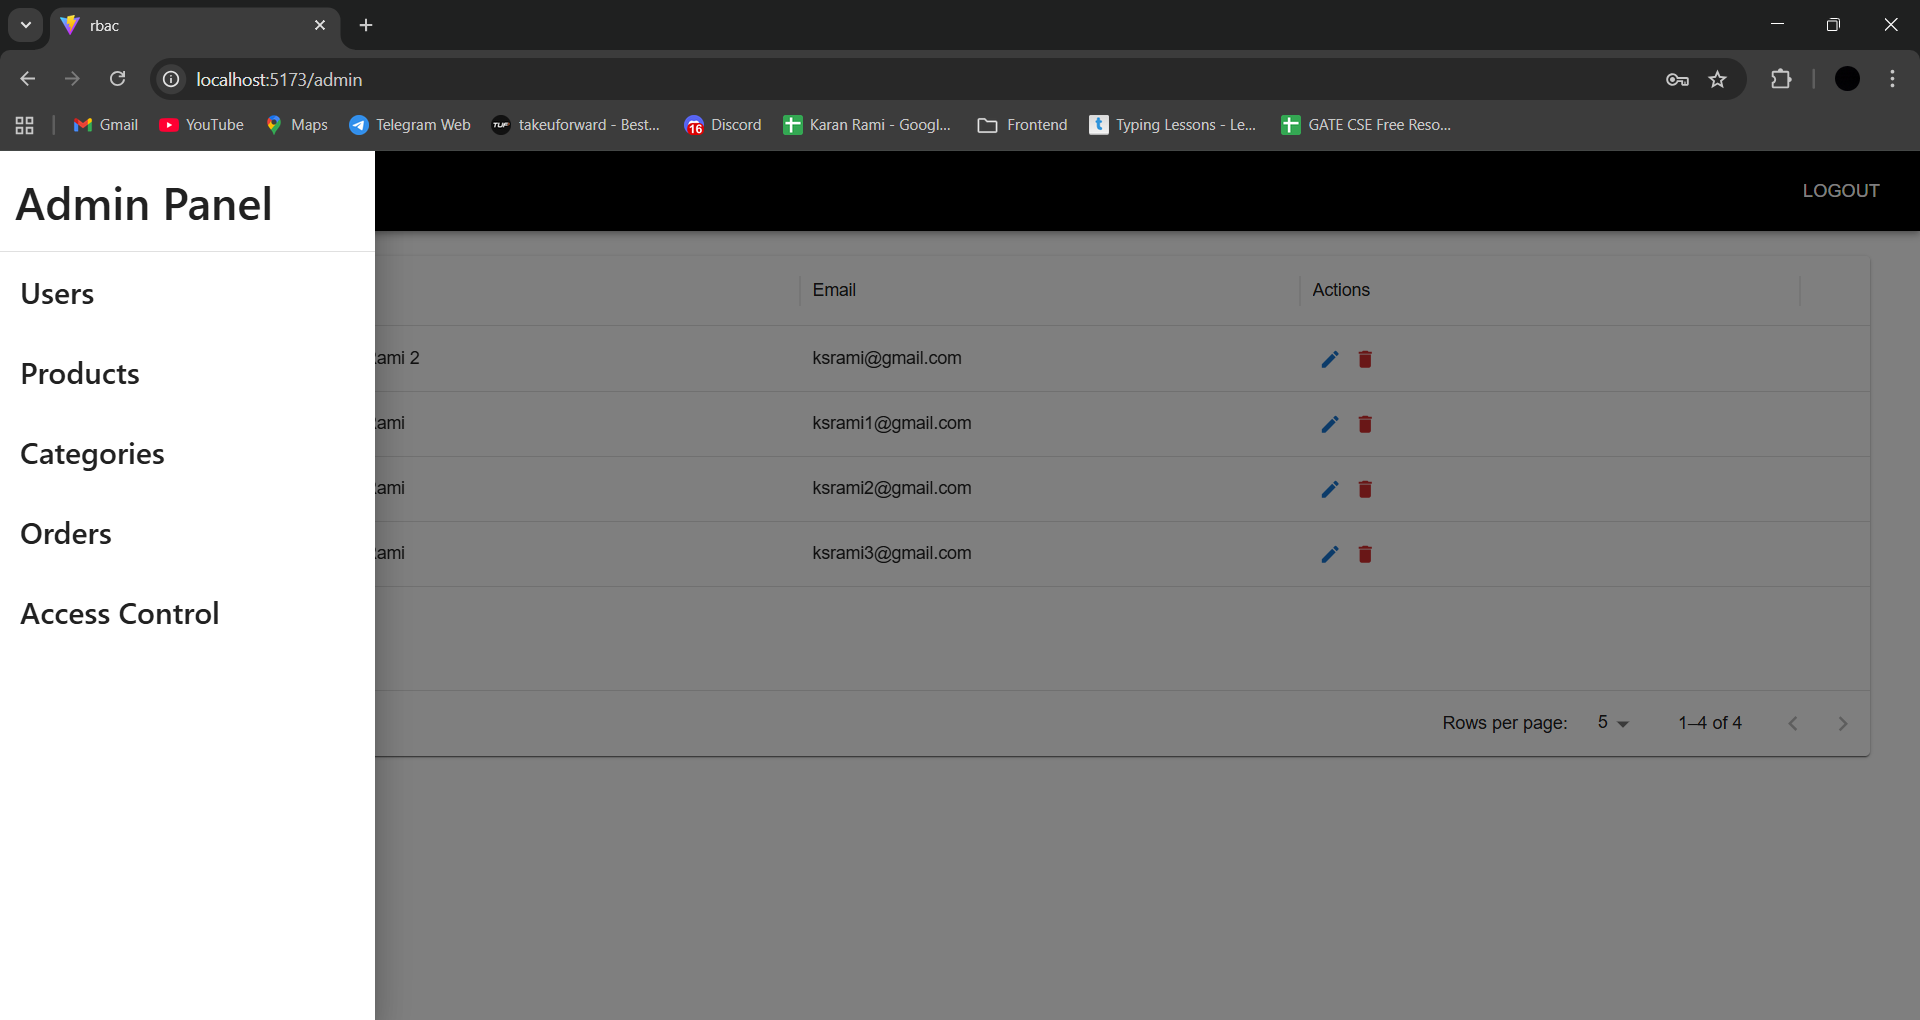 rbac
localhost:5173/admin
Gmail YouTube Maps Telegram Web TUF takeuforward - Best... 16 Discord Karan Rami - Googl... Frontend t Typing Lessons - Le... GATE CSE Free Reso...
Admin Panel
LOGOUT
Users
Products
Categories
Orders
Access Control
Email Actions
ami 2 ksrami@gmail.com
ami ksrami1@gmail.com
ami ksrami2@gmail.com
ami ksrami3@gmail.com
Rows per page: 5 1–4 of 4